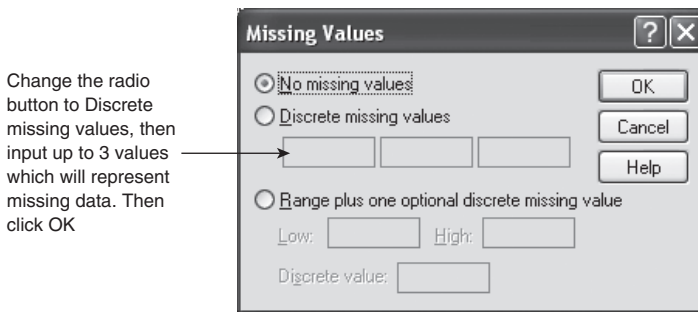 Change the radio
button to Discrete
missing values, then
input up to 3 values
which will represent
missing data. Then
click OK
Missing Values
No missing values
Discrete missing values
Range plus one optional discrete missing value
Low: High:
Discrete value:
OK
Cancel
Help